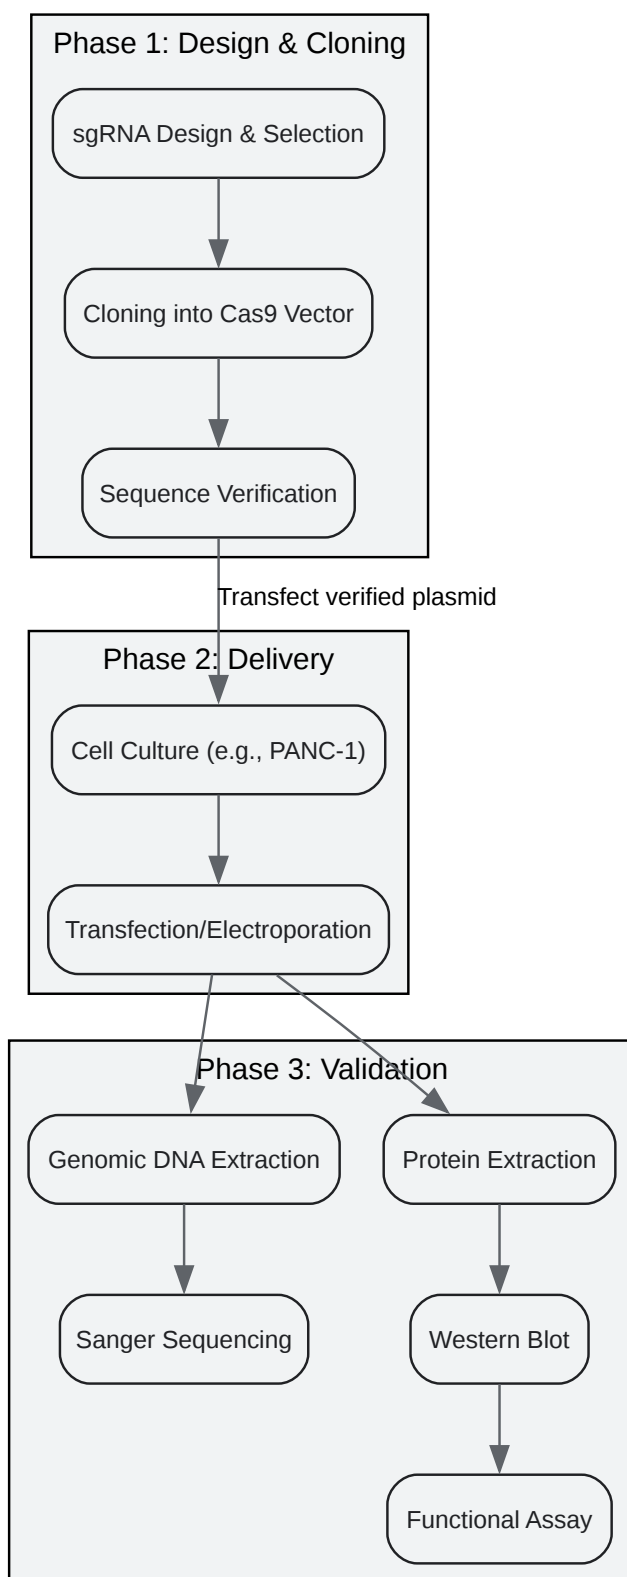 Phase 1: Design & Cloning
sgRNA Design & Selection
Cloning into Cas9 Vector
Sequence Verification
Transfect verified plasmid
Phase 2: Delivery
Cell Culture (e.g., PANC-1)
Transfection/Electroporation
Phase 3: Validation
Genomic DNA Extraction
Protein Extraction
Sanger Sequencing
Western Blot
Functional Assay